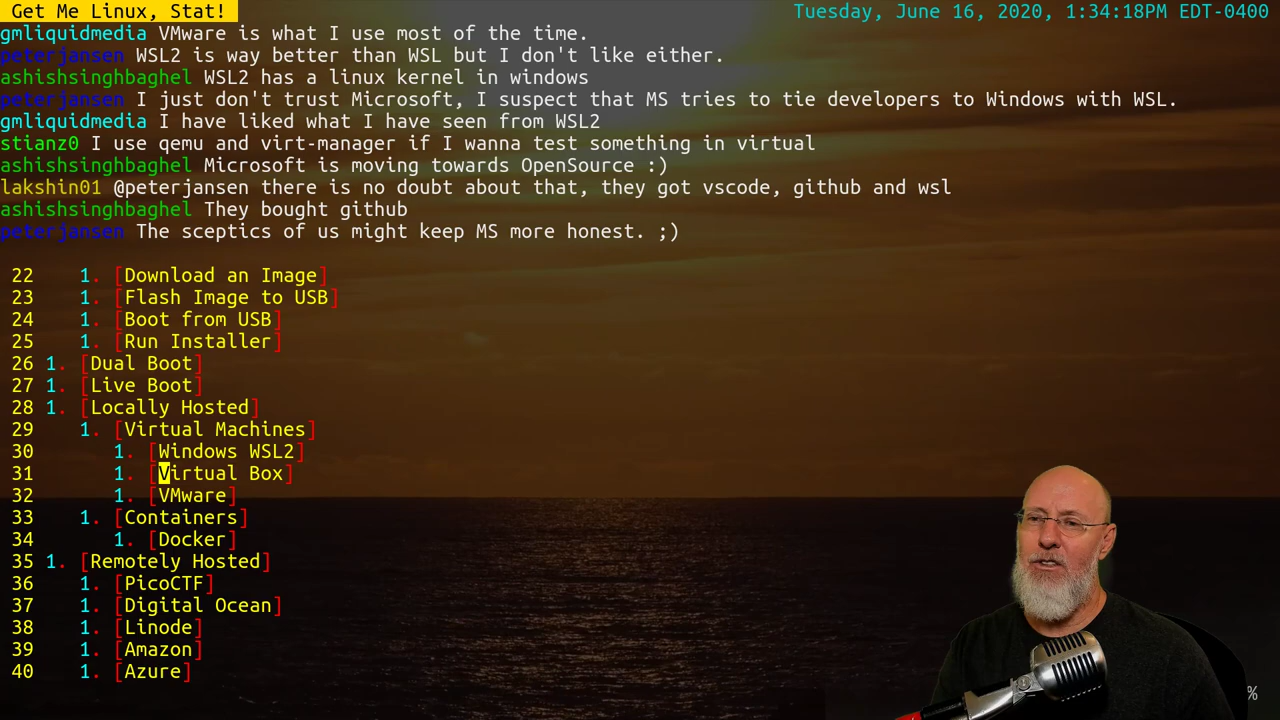 Get Me Linux, Stat!
Tuesday, June 16, 2020, 1:34:18PM EDT-0400
gmliquidmedia VMware is what I use most of the time.
peterjansen WSL2 is way better than WSL but I don't like either.
ashishsinghbaghel WSL2 has a linux kernel in windows
peterjansen I just don't trust Microsoft, I suspect that MS tries to tie developers to Windows with WSL.
gmliquidmedia I have liked what I have seen from WSL2
stianz0 I use qemu and virt-manager if I wanna test something in virtual
ashishsinghbaghel Microsoft is moving towards OpenSource :)
lakshin01 @peterjansen there is no doubt about that, they got vscode, github and wsl
ashishsinghbaghel They bought github
peterjansen The sceptics of us might keep MS more honest. ;)
22 1. [Download an Image]
23 1. [Flash Image to USB]
24 1. [Boot from USB]
25 1. [Run Installer]
26 1. [Dual Boot]
27 1. [Live Boot]
28 1. [Locally Hosted]
29 1. [Virtual Machines]
30 1. [Windows WSL2]
31 1. [Virtual Box]
32 1. [VMware]
33 1. [Containers]
34 1. [Docker]
35 1. [Remotely Hosted]
36 1. [PicoCTF]
37 1. [Digital Ocean]
38 1. [Linode]
39 1. [Amazon]
40 1. [Azure]
%